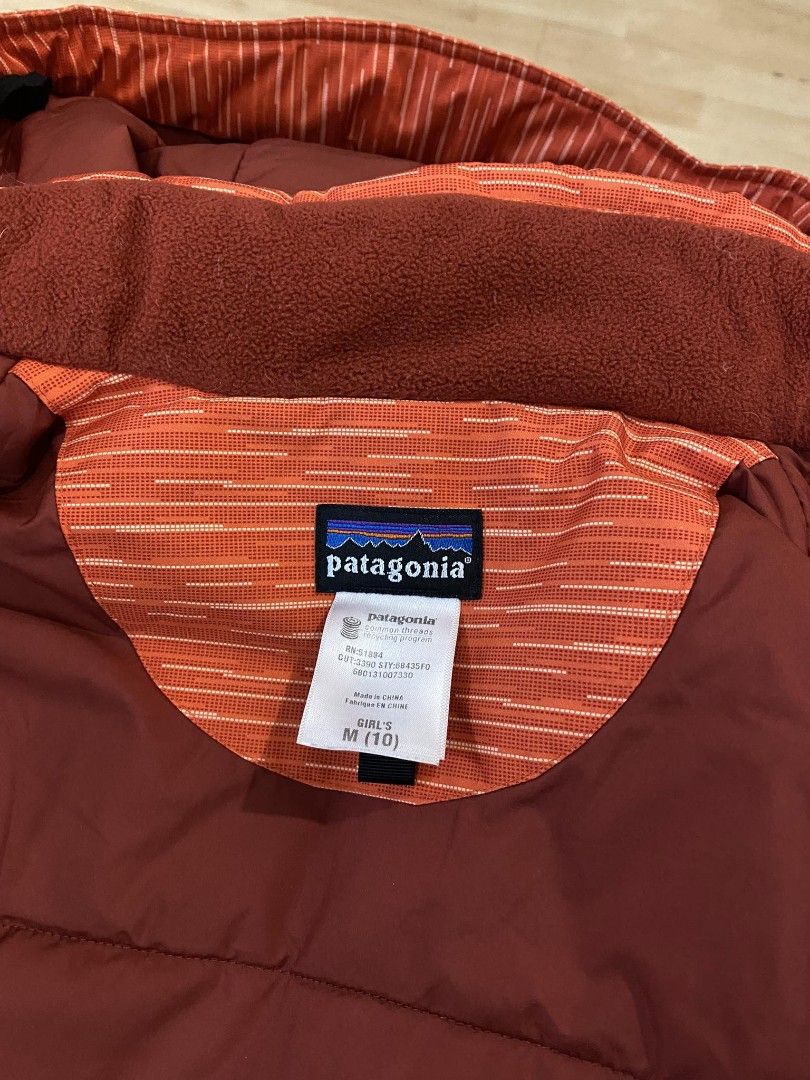 patagonia®
patagonia®
common threads
recycling program
RN:51884
CUT:3390 STY:68435F0
6BD131007330
Made in CHINA
Fabriqué EN CHINE
GIRL'S
M (10)